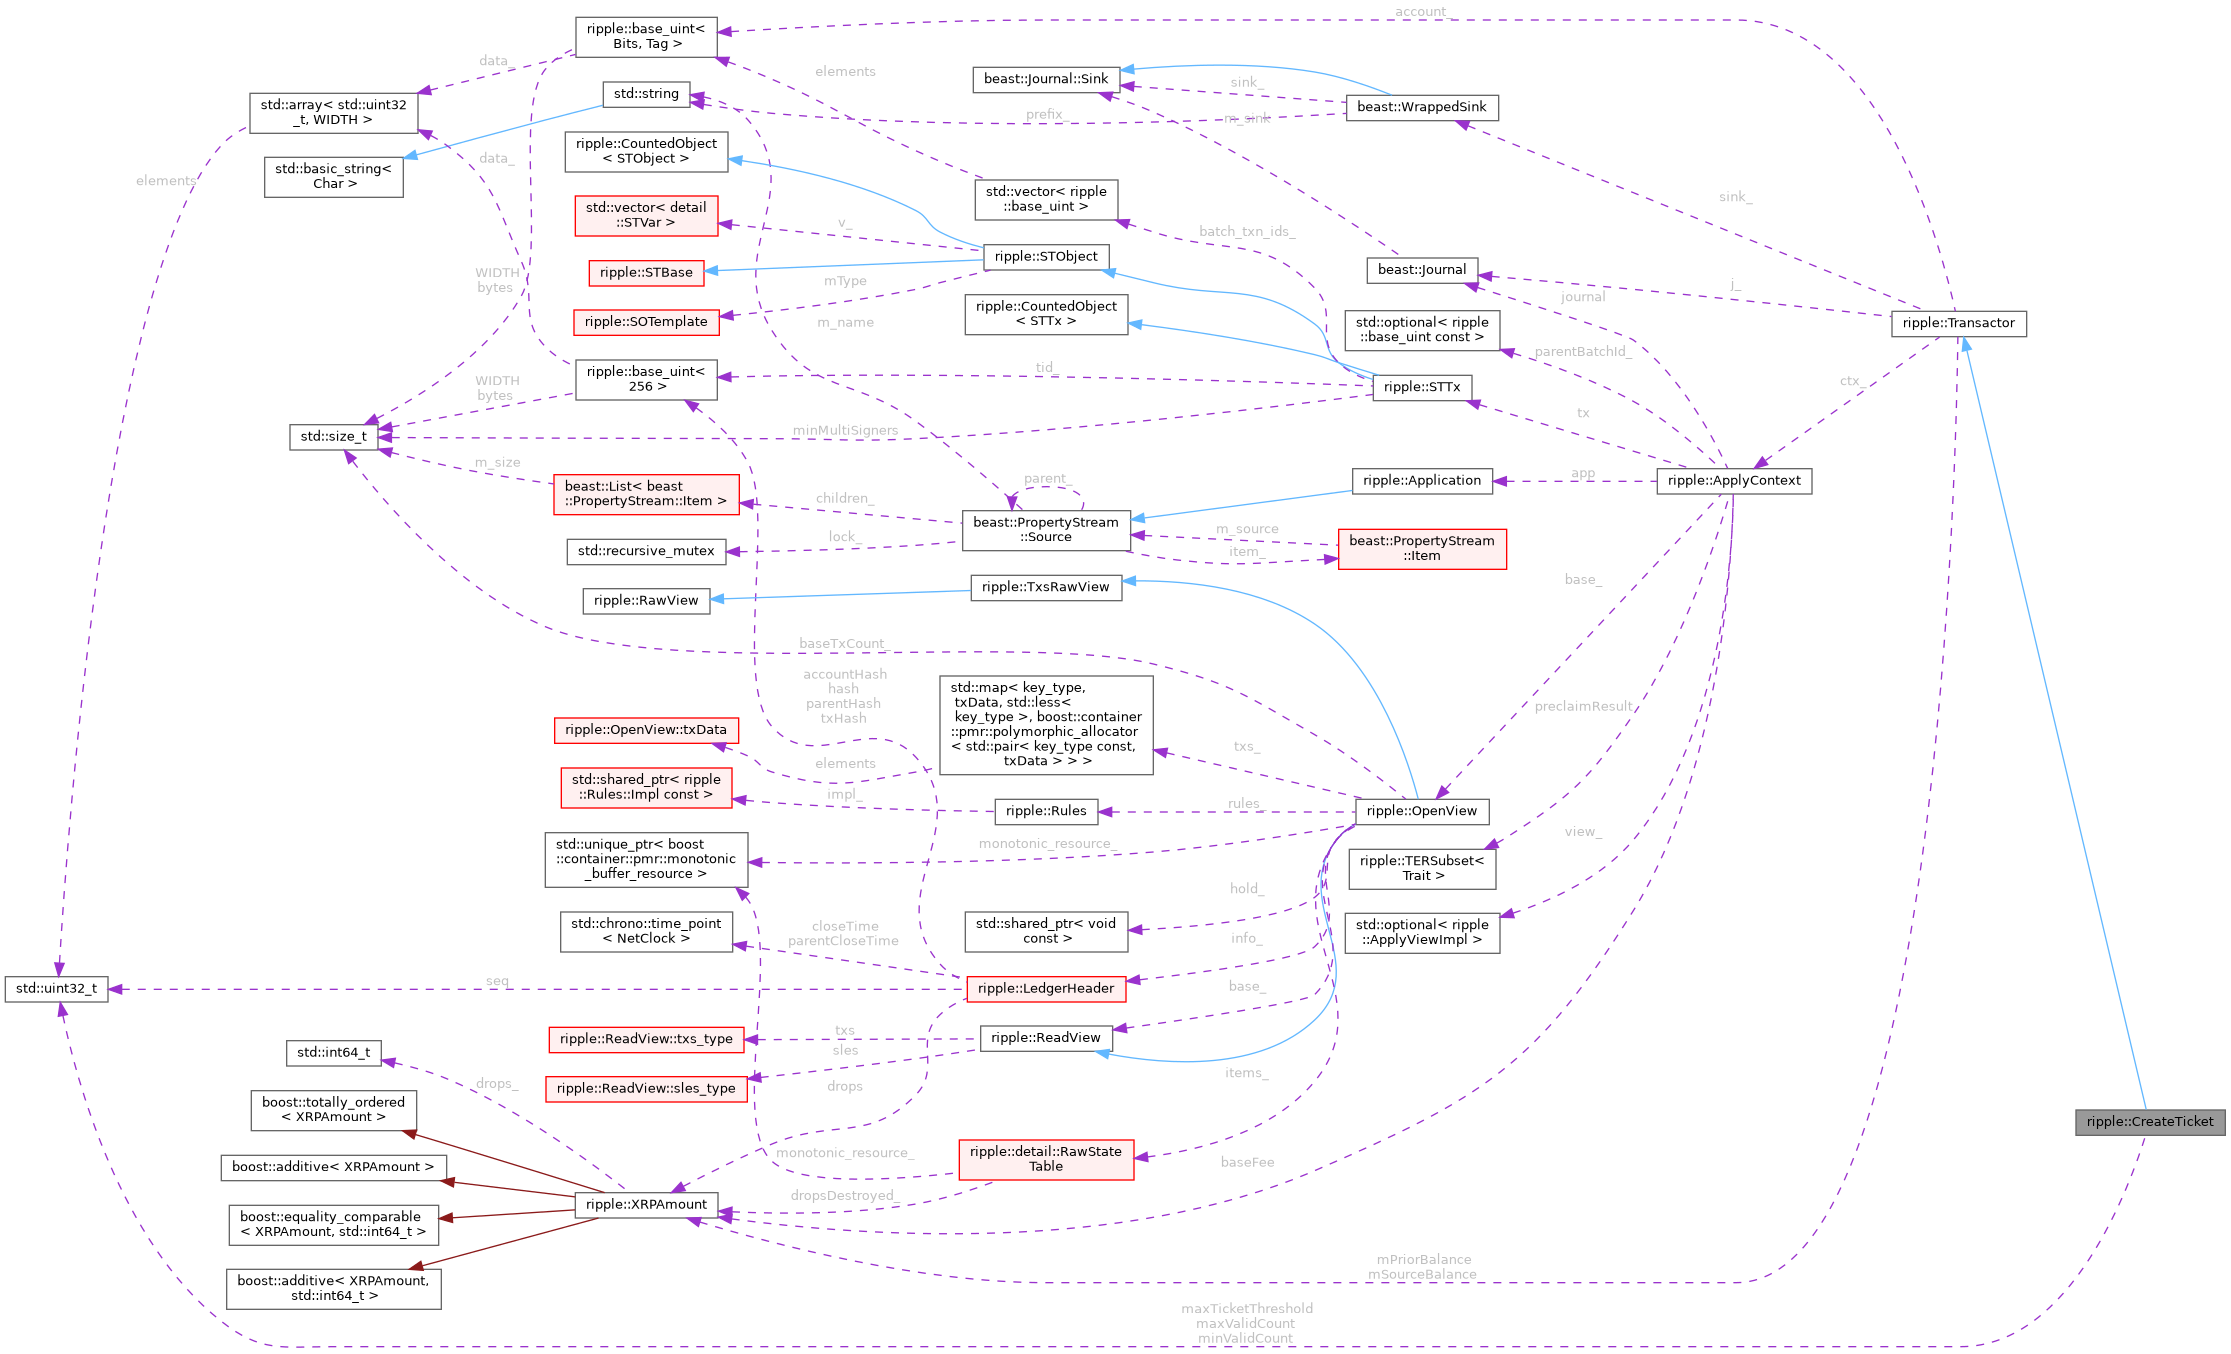 account_
ripple::base_uint<
Bits, Tag >
data_
elements
beast::Journal::Sink
sink_
beast::WrappedSink
std::string
prefix_
m_sink
std::array< std::uint32
_t, WIDTH >
ripple::CountedObject
< STObject >
data_
std::basic_string<
Char >
elements
std::vector< ripple
::base_uint >
sink_
std::vector< detail
::STVar >
v_
batch_txn_ids_
ripple::STObject
ripple::STBase
beast::Journal
WIDTH
bytes
mType
j_
journal
ripple::CountedObject
< STTx >
ripple::SOTemplate
m_name
std::optional< ripple
::base_uint const >
ripple::Transactor
parentBatchId_
ripple::base_uint<
256 >
tid_
WIDTH
bytes
ripple::STTx
ctx_
tx
std::size_t
minMultiSigners
m_size
beast::List< beast
::PropertyStream::Item >
children_
parent_
ripple::Application
app
ripple::ApplyContext
beast::PropertyStream
::Source
m_source
beast::PropertyStream
::Item
std::recursive_mutex
lock_
item_
ripple::RawView
ripple::TxsRawView
base_
baseTxCount_
accountHash
hash
parentHash
txHash
std::map< key_type,
txData, std::less<
key_type >, boost::container
::pmr::polymorphic_allocator
< std::pair< key_type const,
txData > > >
preclaimResult
ripple::OpenView::txData
elements
txs_
std::shared_ptr< ripple
::Rules::Impl const >
impl_
ripple::Rules
rules_
ripple::OpenView
std::unique_ptr< boost
::container::pmr::monotonic
_buffer_resource >
monotonic_resource_
view_
ripple::TERSubset<
Trait >
hold_
std::chrono::time_point
< NetClock >
closeTime
parentCloseTime
std::shared_ptr< void
const >
info_
std::optional< ripple
::ApplyViewImpl >
std::uint32_t
seq
ripple::LedgerHeader
base_
ripple::ReadView::txs_type
txs
ripple::ReadView
std::int64_t
sles
items_
drops_
ripple::ReadView::sles_type
drops
boost::totally_ordered
< XRPAmount >
ripple::CreateTicket
monotonic_resource_
ripple::detail::RawState
Table
boost::additive< XRPAmount >
baseFee
dropsDestroyed_
ripple::XRPAmount
boost::equality_comparable
< XRPAmount, std::int64_t >
mPriorBalance
mSourceBalance
boost::additive< XRPAmount,
std::int64_t >
maxTicketThreshold
maxValidCount
minValidCount